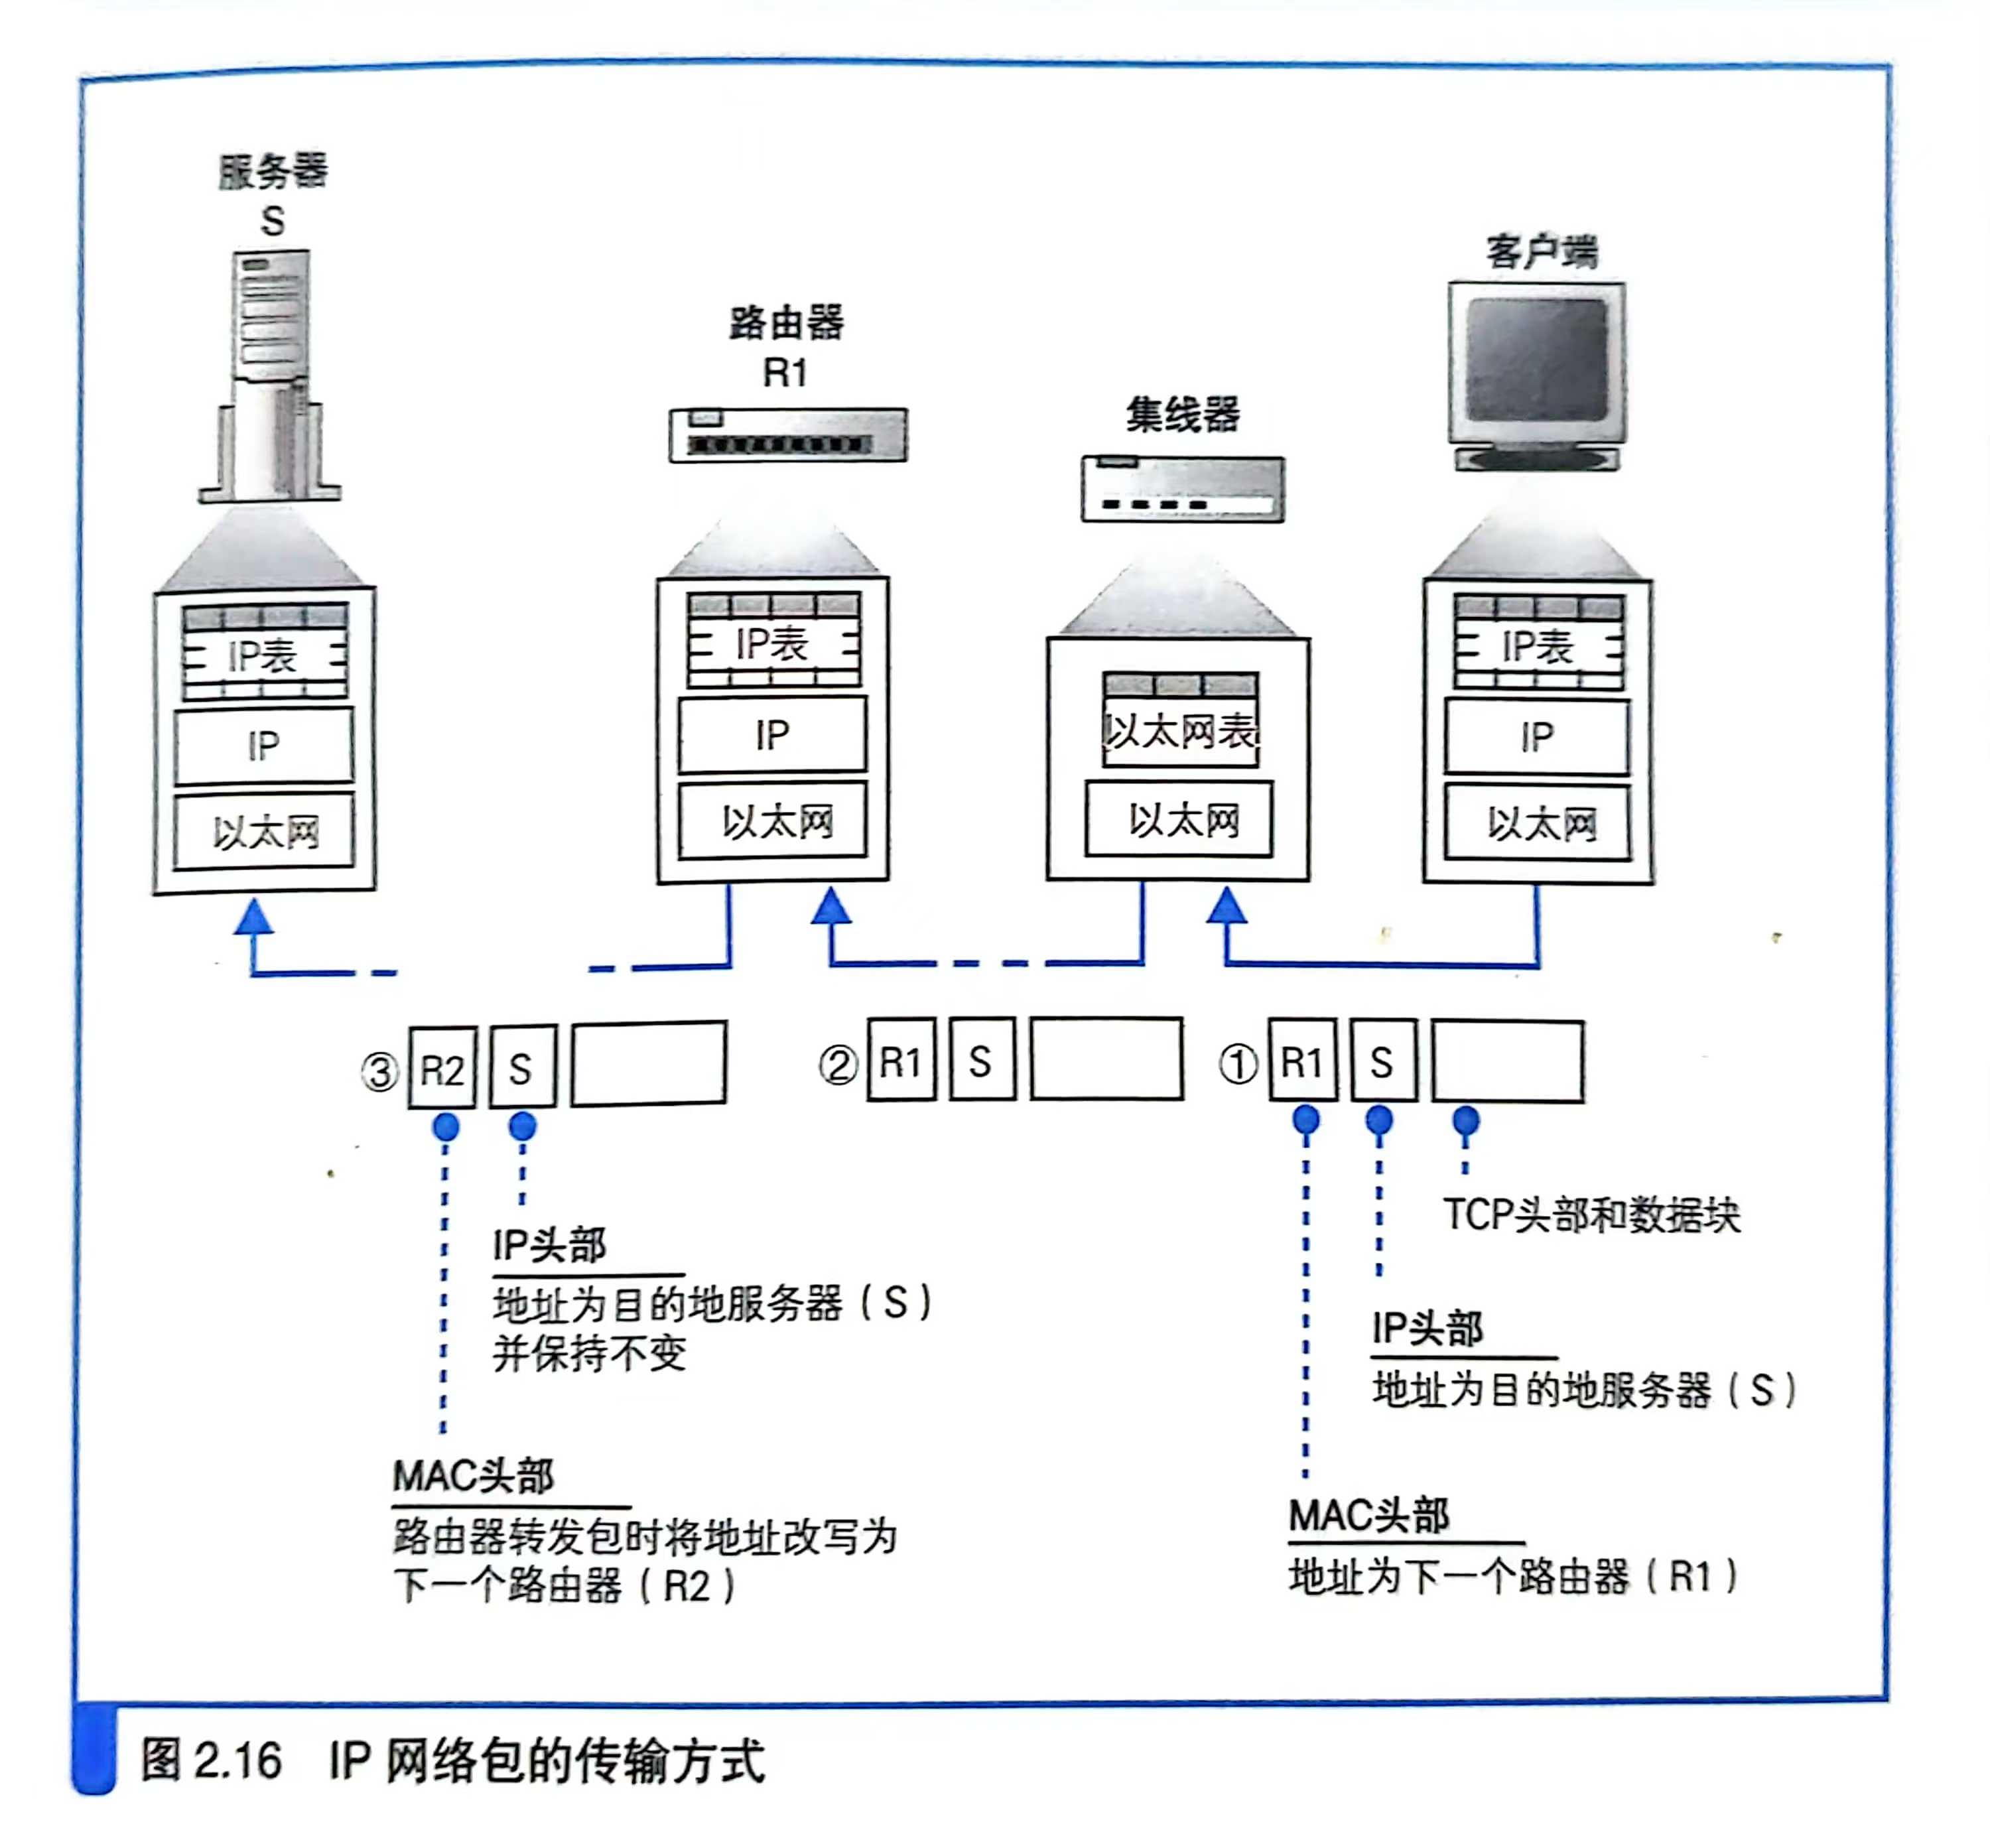 服务器
S
路由器
R1
集线器
客户端
IP表
IP
以太网
IP表
IP
以太网
以太网表
以太网
IP表
IP
以太网
③ R2 S
② R1 S
① R1 S
IP头部
地址为目的地服务器（S）
并保持不变
MAC头部
路由器转发包时将地址改写为
下一个路由器（R2）
TCP头部和数据块
IP头部
地址为目的地服务器（S）
MAC头部
地址为下一个路由器（R1）
图 2.16 IP 网络包的传输方式